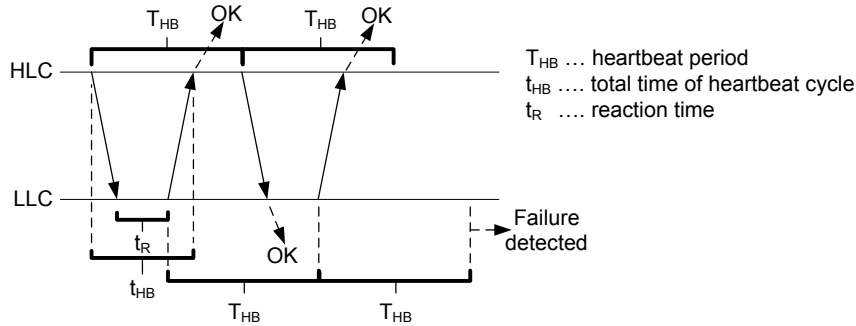 OK OK
T_HB T_HB
T_HB … heartbeat period
HLC
t_HB …. total time of heartbeat cycle
t_R …. reaction time
LLC
Failure
detected
t_R
OK
t_HB
T_HB T_HB